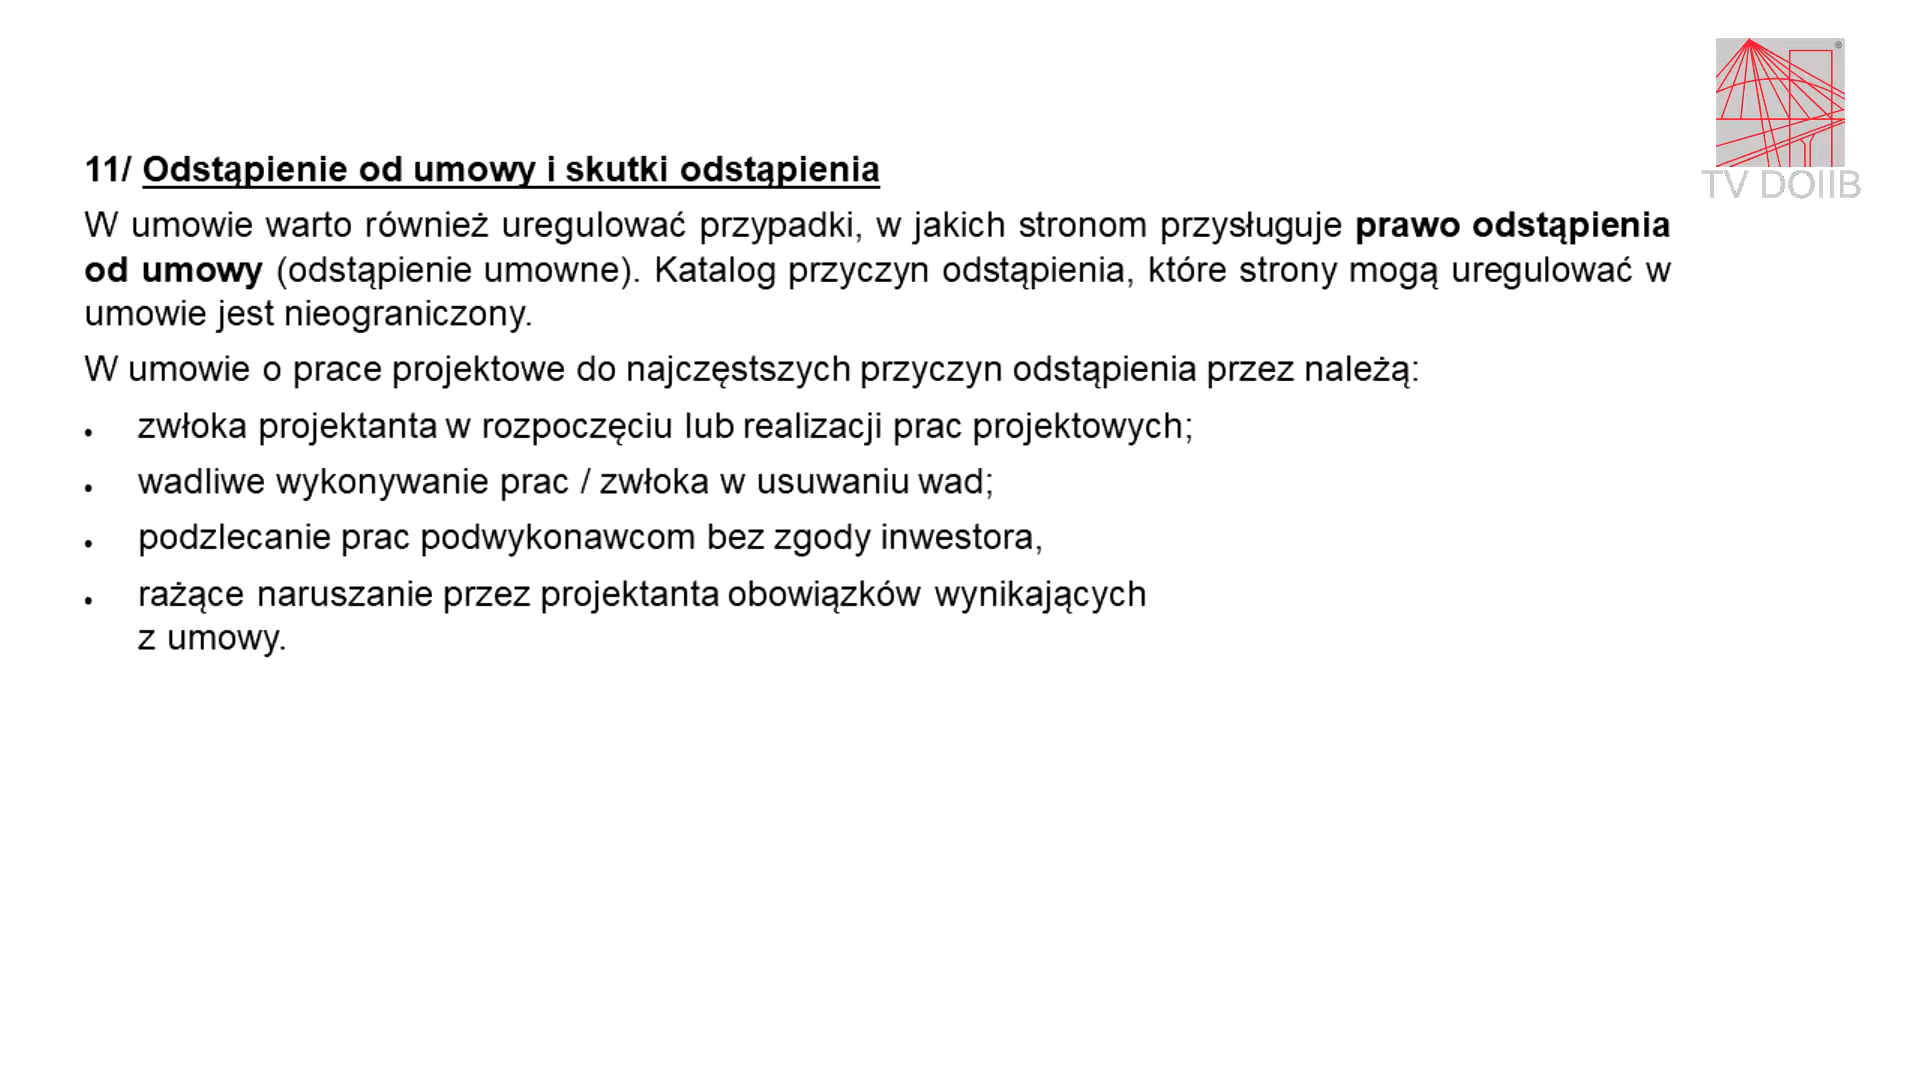 11/ Odstąpienie od umowy i skutki odstąpienia
W umowie warto również uregulować przypadki, w jakich stronom przysługuje prawo odstąpienia
od umowy (odstąpienie umowne). Katalog przyczyn odstąpienia, które strony mogą uregulować w
umowie jest nieograniczony.
W umowie o prace projektowe do najczęstszych przyczyn odstąpienia przez należą:
• zwłoka projektanta w rozpoczęciu lub realizacji prac projektowych;
• wadliwe wykonywanie prac / zwłoka w usuwaniu wad;
• podzlecanie prac podwykonawcom bez zgody inwestora,
• rażące naruszanie przez projektanta obowiązków wynikających
z umowy.
®
TV DOIIB